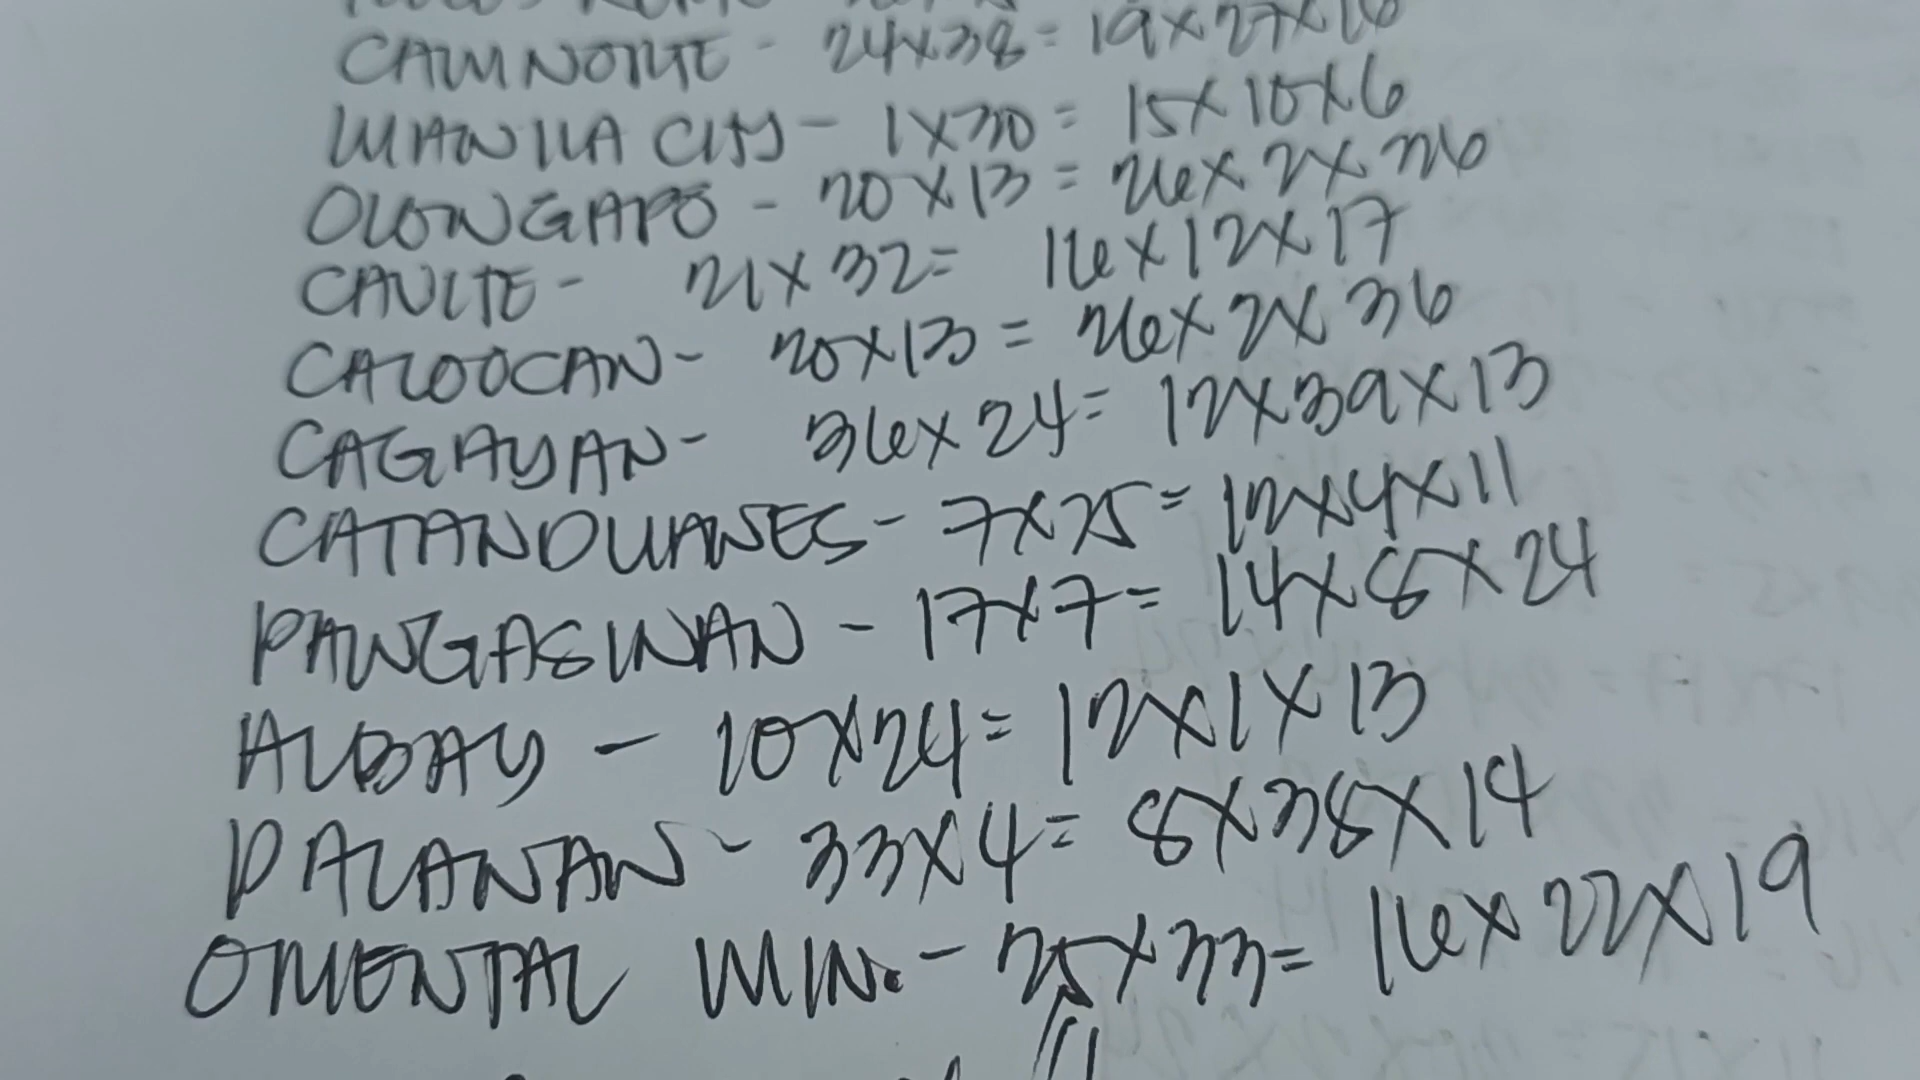 CAM NORTE - 24X38 = 19X27X16
MANILA CITY - 1X30 = 15X10X6
OLONGAPO - 20X13 = 26X2X36
CAVITE - 21X32 = 16X12X17
CALOOCAN - 20X13 = 26X2X36
CAGAYAN - 36X24 = 12X39X13
CATANDUANES - 7X25 = 12X4X11
PANGASINAN - 17X7 = 14X8X24
ALBAY - 10X24 = 12X1X13
PALANAN - 33X4 = 8X38X14
ORIENTAL MIN. - 25X33 = 16X22X19